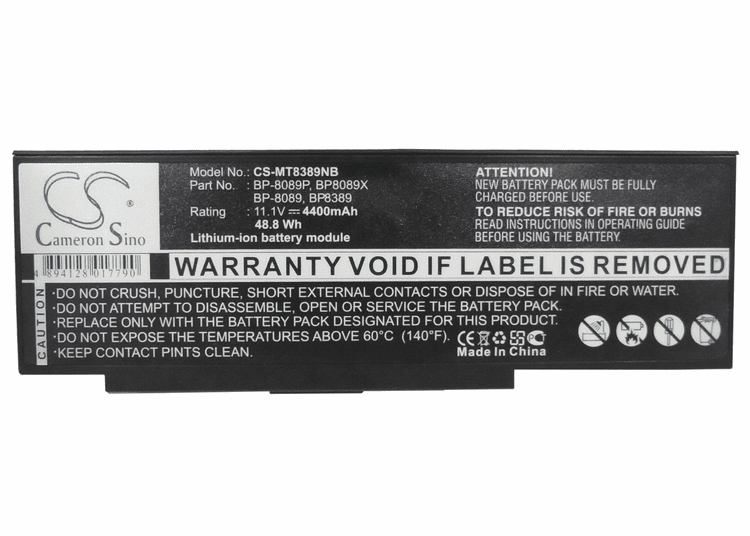 CS
®
Cameron Sino
Model No.: CS-MT8389NB
Part No. : BP-8089P, BP8089X
BP-8089, BP8389
Rating : 11.1V⎓4400mAh
48.8 Wh
Lithium-ion battery module
ATTENTION!
NEW BATTERY PACK MUST BE FULLY CHARGED
BEFORE USE.
TO REDUCE RISK OF FIRE OR BURNS
READ INSTRUCTIONS IN OPERATING GUIDE
BEFORE USING BATTERY.
4 894128 017790
WARRANTY VOID IF LABEL IS REMOVED
CAUTION
•DO NOT CRUSH, PUNCTURE, SHORT EXTERNAL CONTACTS OR DISPOSE OF IN FIRE OR WATER.
•DO NOT ATTEMPT TO DISASSEMBLE, OPEN OR SERVICE THE BATTERY PACK.
•REPLACE ONLY WITH THE BATTERY PACK DESIGNATED FOR THIS PRODUCT.
•DO NOT EXPOSE THE TEMPERATURES ABOVE 60°C (140°F).
•KEEP CONTACT PINTS CLEAN.
CE
Made In China